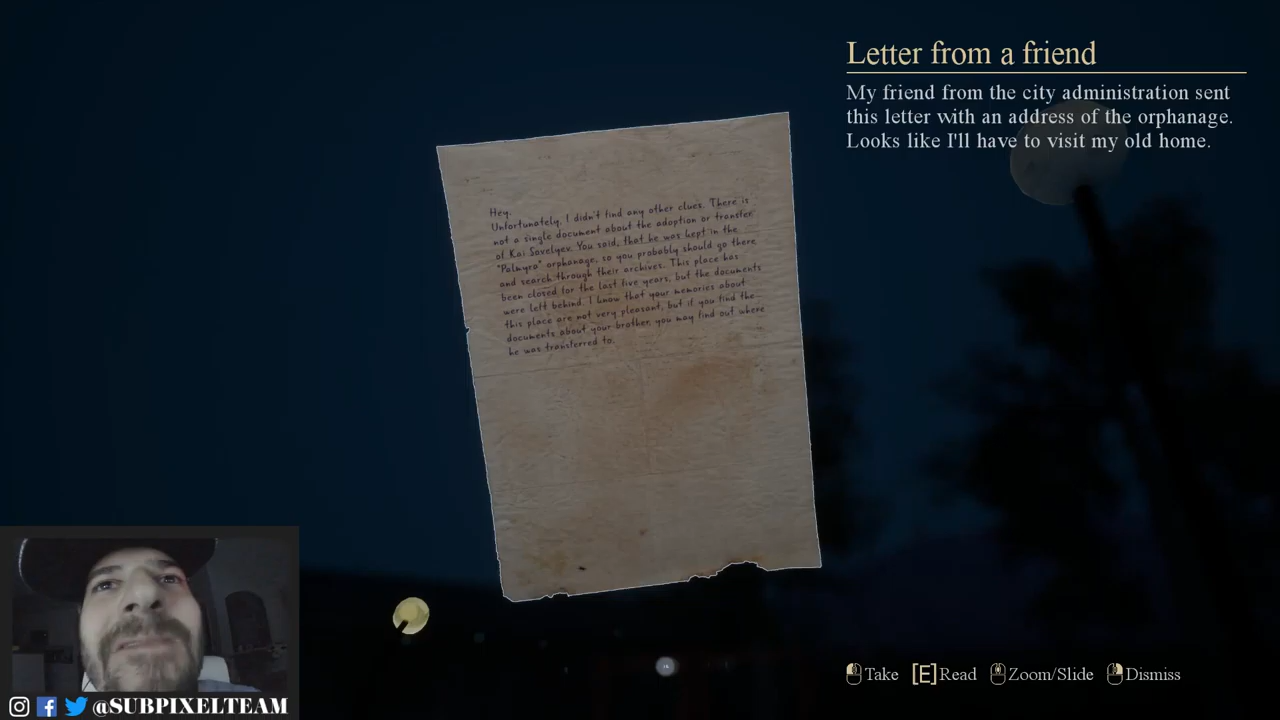 Letter from a friend
My friend from the city administration sent
this letter with an address of the orphanage.
Looks like I'll have to visit my old home.
Hey.
Unfortunately, I didn't find any other clues. There is
not a single document about the adoption or transfer
of Kai Savelyev. You said, that he was kept in the
"Palmyra" orphanage, so you probably should go there
and search through their archives. This place has
been closed for the last five years, but the documents
were left behind. I know that your memories about
this place are not very pleasant, but if you find the
documents about your brother, you may find out where
he was transferred to.
Take [E]Read Zoom/Slide Dismiss
@SUBPIXELTEAM